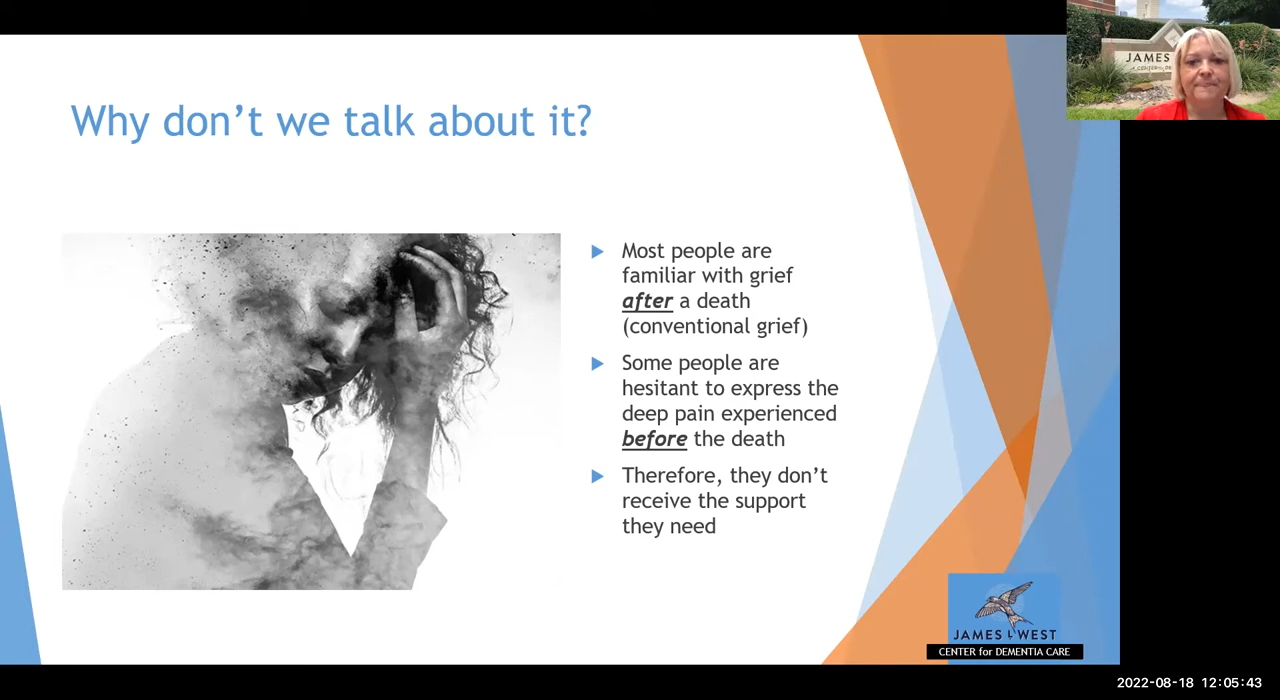 Why don't we talk about it?
Most people are
familiar with grief
after a death
(conventional grief)
Some people are
hesitant to express the
deep pain experienced
before the death
Therefore, they don't
receive the support
they need
JAMES
JAMES L WEST
CENTER for DEMENTIA CARE
2022-08-18 12:05:43